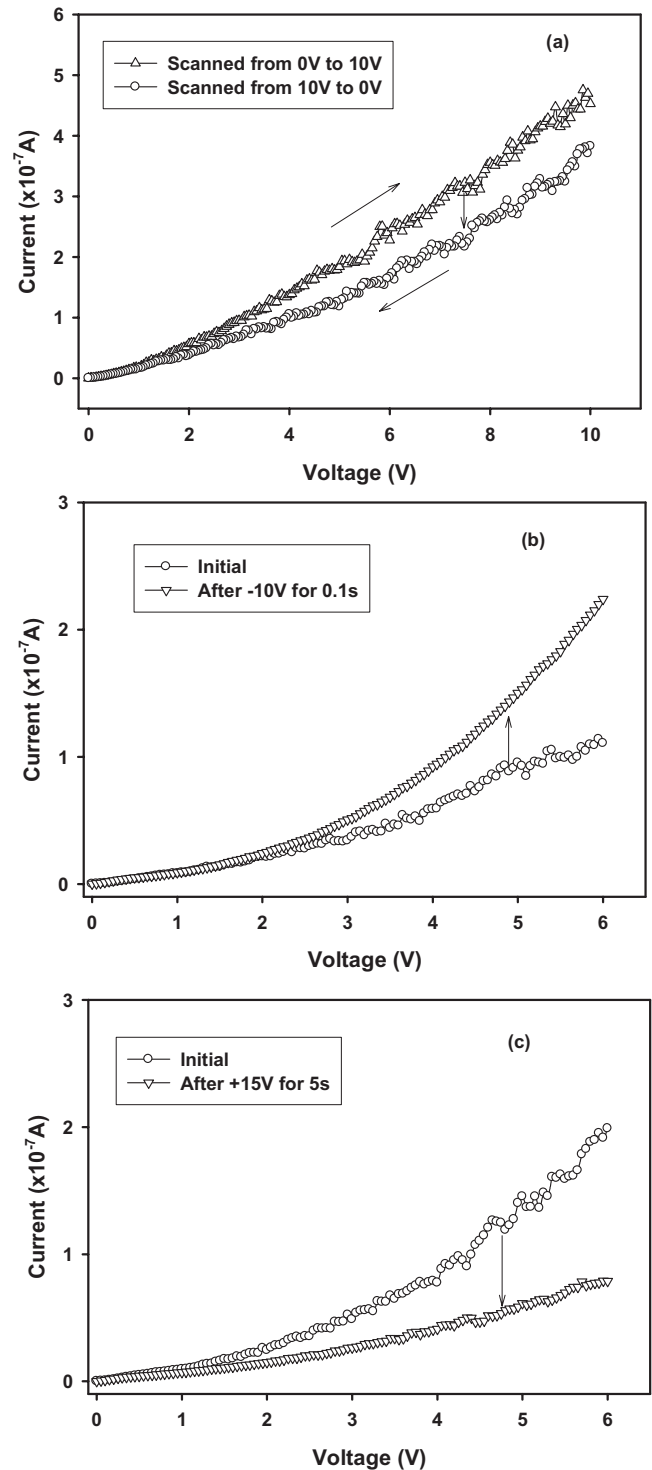 (a)
Scanned from 0V to 10V
Scanned from 10V to 0V
Current (x10-7A)
6
5
4
3
2
1
0
0 2 4 6 8 10
Voltage (V)
(b)
Initial
After -10V for 0.1s
Current (x10-7A)
3
2
1
0
0 1 2 3 4 5 6
Voltage (V)
(c)
Initial
After +15V for 5s
Current (x10-7A)
3
2
1
0
0 1 2 3 4 5 6
Voltage (V)